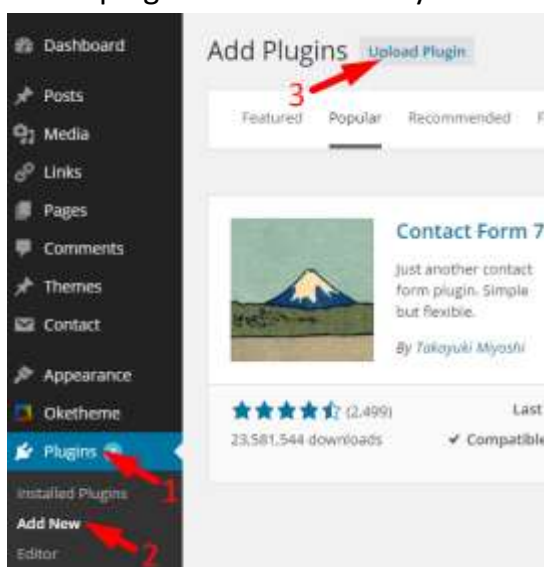 Dashboard
Posts
Media
Links
Pages
Comments
Themes
Contact
Appearance
Oketheme
Plugins
1
Installed Plugins
Add New
2
Editor
Add Plugins Upload Plugin
3
Featured Popular Recommended
Contact Form 7
Just another contact
form plugin. Simple
but flexible.
By Takayuki Miyoshi
(2,499)
Last
23,581,544 downloads
✔ Compatible